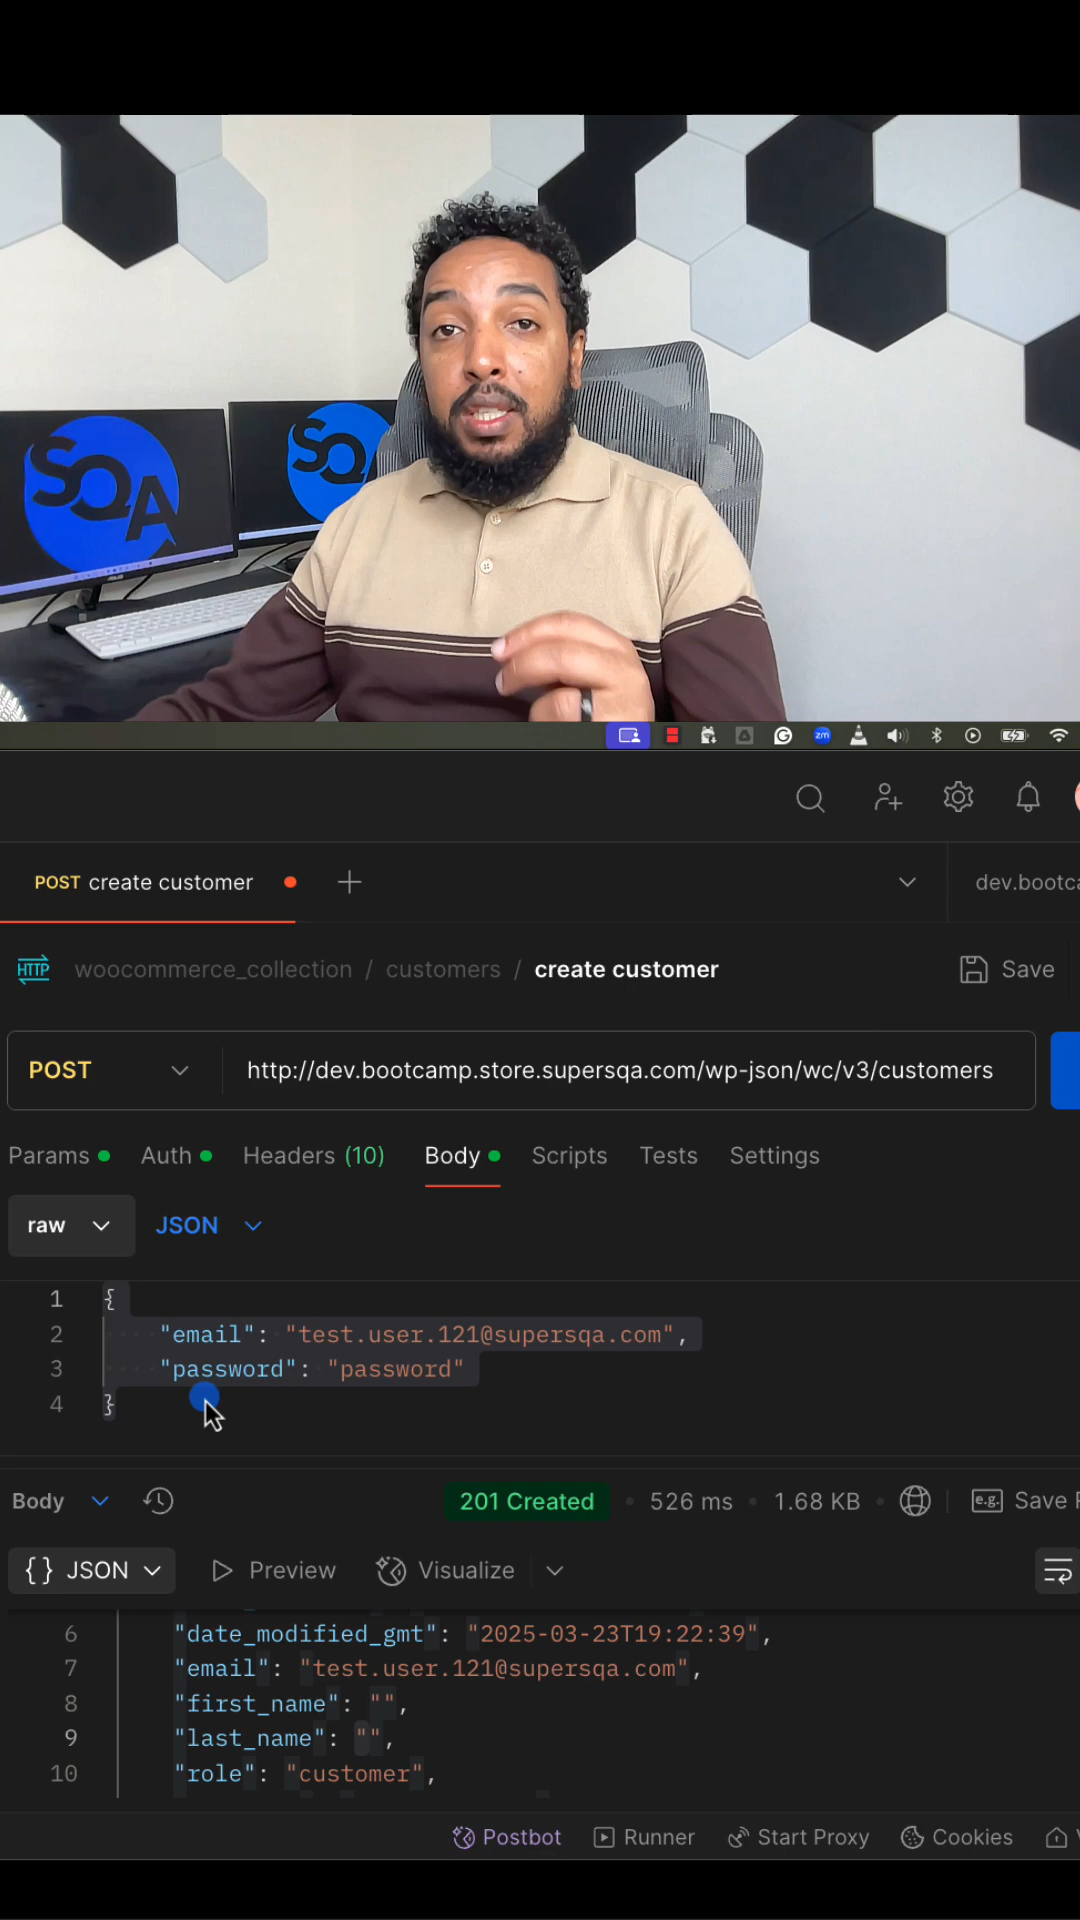 SQA
SQA
ASUS
zm
POST create customer
dev.bootca
HTTP woocommerce_collection / customers / create customer
Save
POST
http://dev.bootcamp.store.supersqa.com/wp-json/wc/v3/customers
Params Auth Headers (10) Body Scripts Tests Settings
raw JSON
1 {
2 "email": "test.user.121@supersqa.com",
3 "password": "password"
4 }
Body 201 Created • 526 ms • 1.68 KB • e.g. Save R
{} JSON Preview Visualize
6 "date_modified_gmt": "2025-03-23T19:22:39",
7 "email": "test.user.121@supersqa.com",
8 "first_name": "",
9 "last_name": "",
10 "role": "customer",
Postbot Runner Start Proxy Cookies